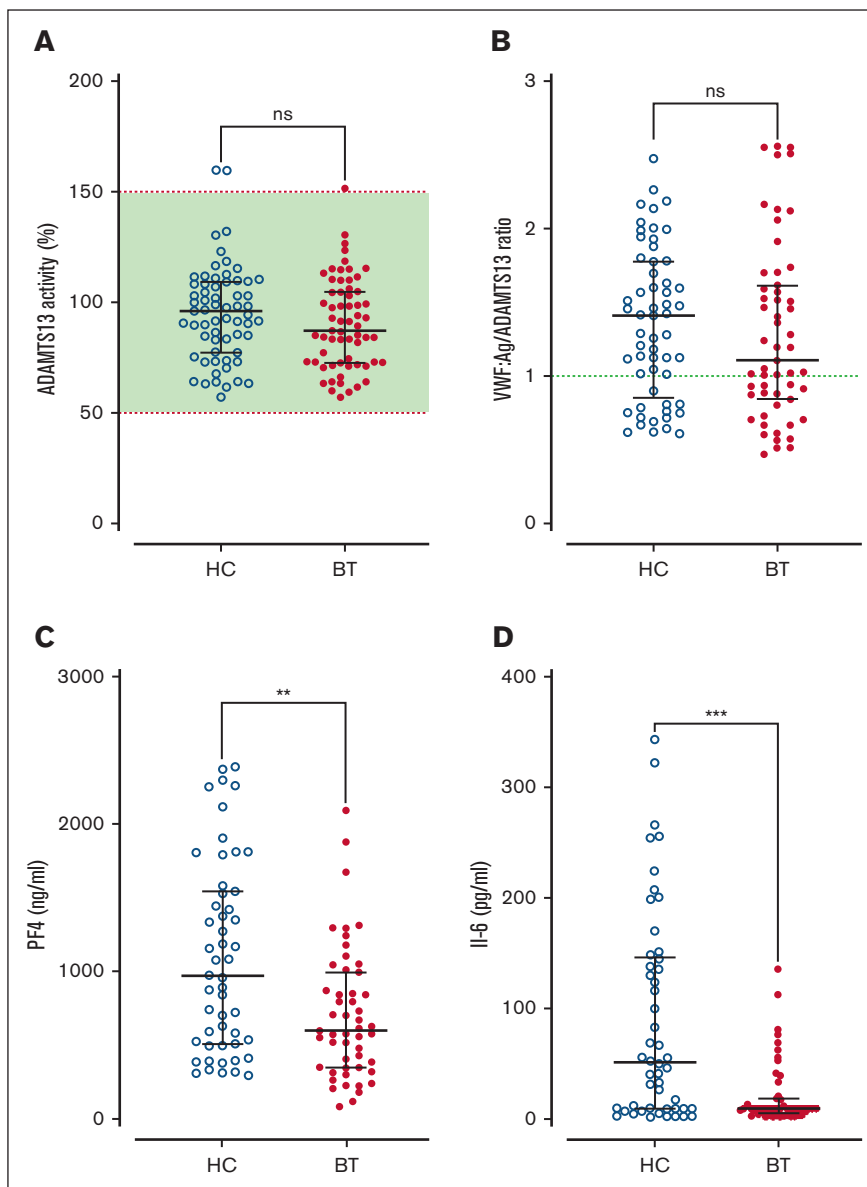 A
200
150
100
50
0
ADAMTS13 activity (%)
ns
HC
BT
B
3
2
1
0
VWF:Ag/ADAMTS13 ratio
ns
HC
BT
C
3000
2000
1000
0
PF4 (ng/ml)
**
HC
BT
D
400
300
200
100
0
Il-6 (pg/ml)
***
HC
BT